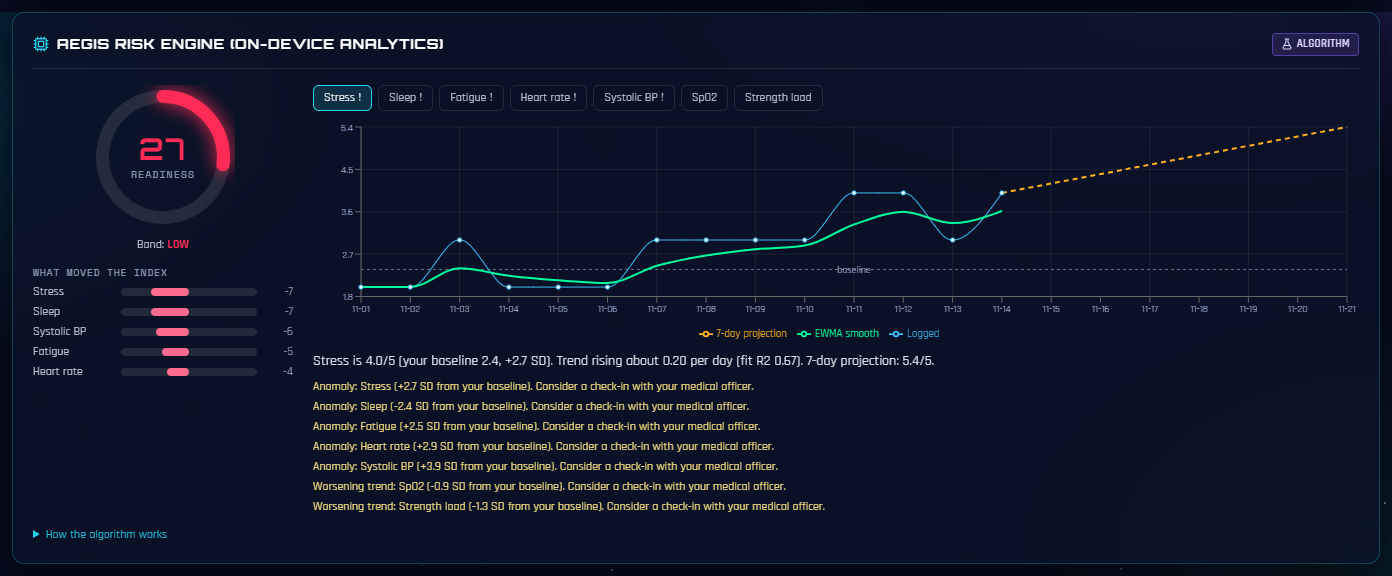 AEGIS RISK ENGINE (ON-DEVICE ANALYTICS)
ALGORITHM
27
READINESS
Band: LOW
WHAT MOVED THE INDEX
Stress -7
Sleep -7
Systolic BP -6
Fatigue -5
Heart rate -4
How the algorithm works
Stress ! Sleep ! Fatigue ! Heart rate ! Systolic BP ! SpO2 Strength load
5.4
4.5
3.6
2.7
1.8
baseline
11-01 11-02 11-03 11-04 11-05 11-06 11-07 11-08 11-09 11-10 11-11 11-12 11-13 11-14 11-15 11-16 11-17 11-18 11-19 11-20 11-21
7-day projection EWMA smooth Logged
Stress is 4.0/5 (your baseline 2.4, +2.7 SD). Trend rising about 0.20 per day (fit R2 0.67). 7-day projection: 5.4/5.
Anomaly: Stress (+2.7 SD from your baseline). Consider a check-in with your medical officer.
Anomaly: Sleep (-2.4 SD from your baseline). Consider a check-in with your medical officer.
Anomaly: Fatigue (+2.5 SD from your baseline). Consider a check-in with your medical officer.
Anomaly: Heart rate (+2.9 SD from your baseline). Consider a check-in with your medical officer.
Anomaly: Systolic BP (+3.9 SD from your baseline). Consider a check-in with your medical officer.
Worsening trend: SpO2 (-0.9 SD from your baseline). Consider a check-in with your medical officer.
Worsening trend: Strength load (-1.3 SD from your baseline). Consider a check-in with your medical officer.